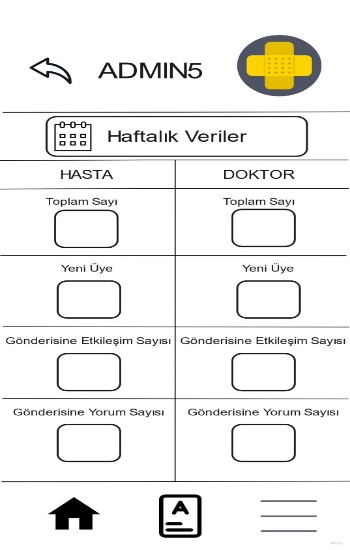 ADMIN5
Haftalık Veriler
HASTA DOKTOR
Toplam Sayı Toplam Sayı
Yeni Üye Yeni Üye
Gönderisine Etkileşim Sayısı Gönderisine Etkileşim Sayısı
Gönderisine Yorum Sayısı Gönderisine Yorum Sayısı
A